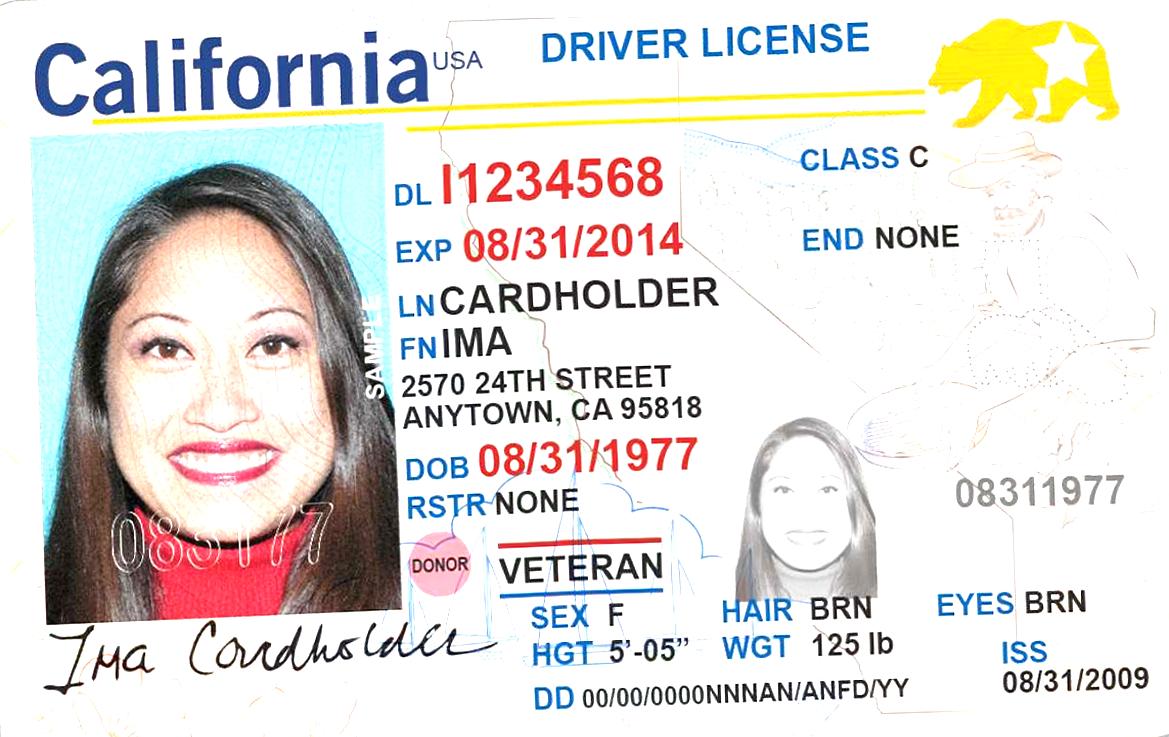 California USA DRIVER LICENSE
DL I1234568
CLASS C
EXP 08/31/2014
END NONE
LN CARDHOLDER
FN IMA
SAMPLE
2570 24TH STREET
ANYTOWN, CA 95818
DOB 08/31/1977
RSTR NONE
08311977
083177
DONOR
VETERAN
SEX F
HAIR BRN
EYES BRN
HGT 5'-05"
WGT 125 lb
ISS
08/31/2009
DD 00/00/0000NNNAN/ANFD/YY
Ima Cardholder